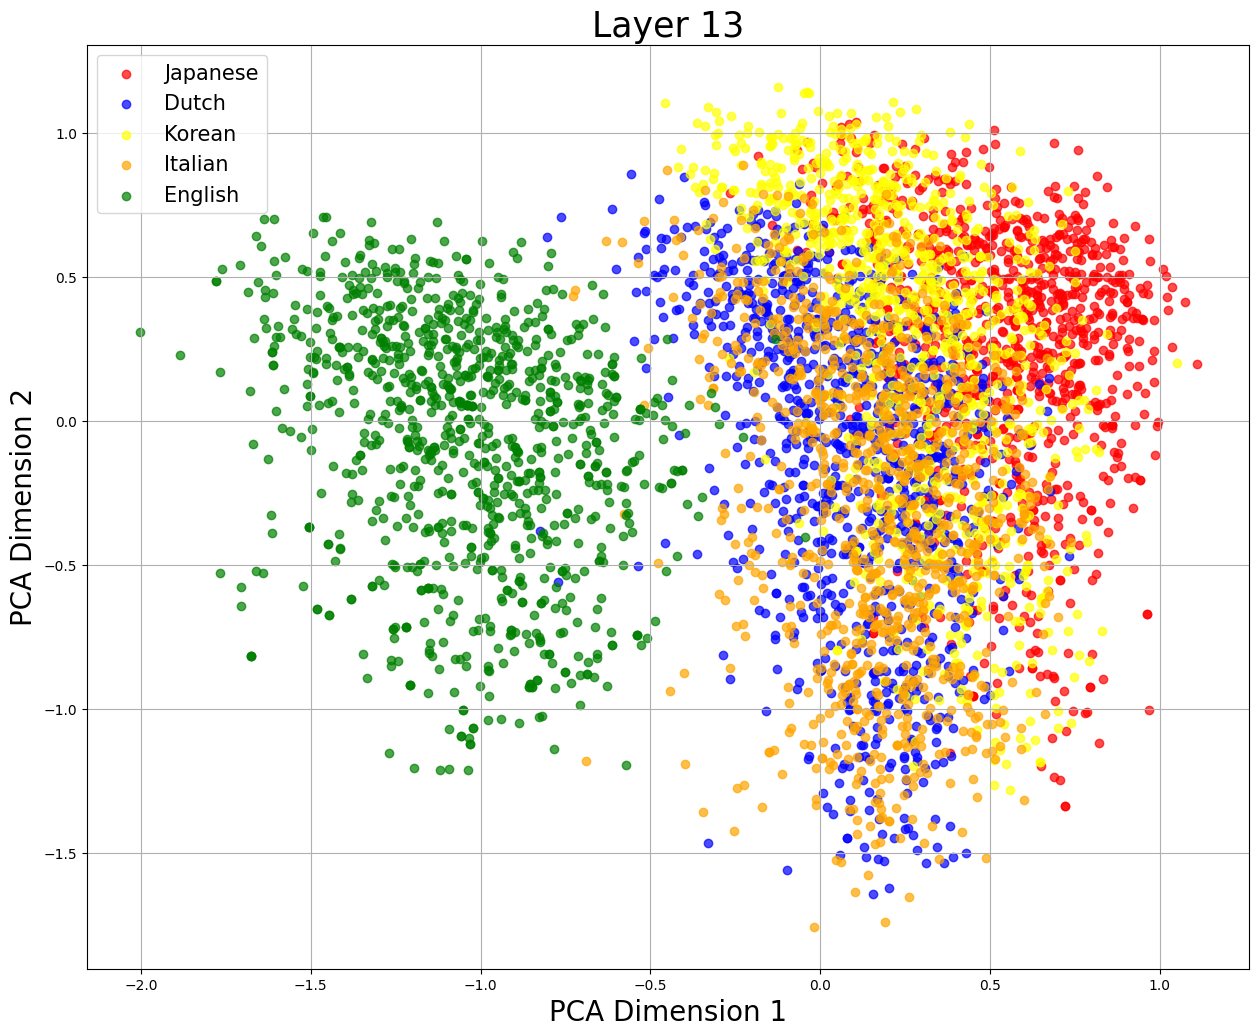 Layer 13
Japanese
Dutch
Korean
Italian
English
1.0
0.5
0.0
−0.5
−1.0
−1.5
PCA Dimension 2
−2.0 −1.5 −1.0 −0.5 0.0 0.5 1.0
PCA Dimension 1